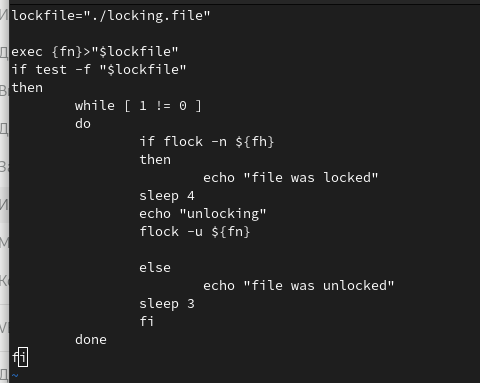 lockfile="./locking.file"
exec {fn}>"$lockfile"
if test -f "$lockfile"
then
while [ 1 != 0 ]
do
if flock -n ${fh}
then
echo "file was locked"
sleep 4
echo "unlocking"
flock -u ${fn}
else
echo "file was unlocked"
sleep 3
fi
done
fi
~